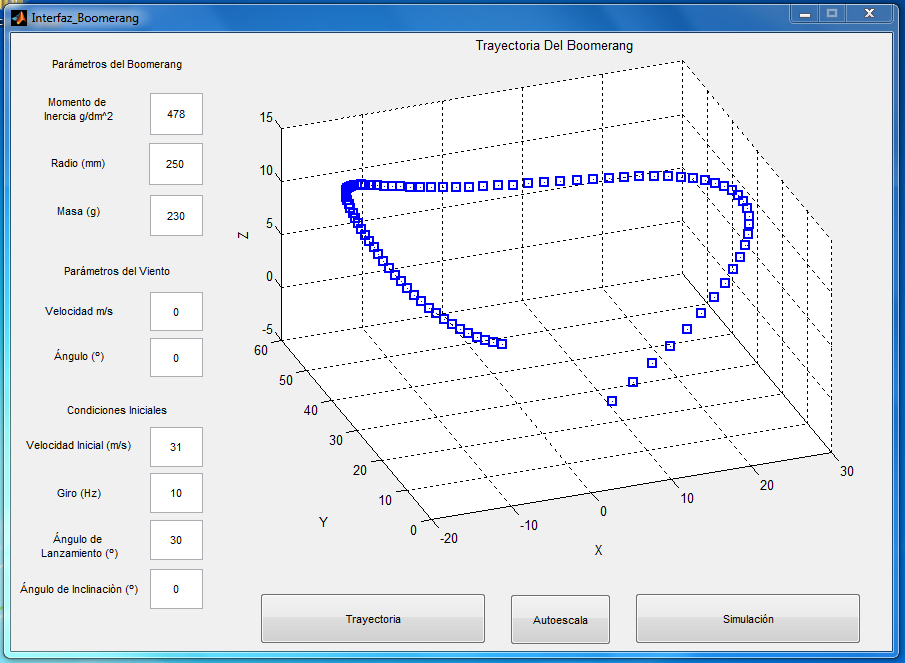 Interfaz_Boomerang
Parámetros del Boomerang
Momento de
Inercia g/dm^2
478
Radio (mm)
250
Masa (g)
230
Parámetros del Viento
Velocidad m/s
0
Ángulo (º)
0
Condiciones Iniciales
Velocidad Inicial (m/s)
31
Giro (Hz)
10
Ángulo de
Lanzamiento (º)
30
Ángulo de Inclinaciòn (º)
0
Trayectoria Del Boomerang
15
10
5
0
-5
Z
60
50
40
30
20
10
0
Y
-20
-10
0
10
20
30
X
Trayectoria
Autoescala
Simulación